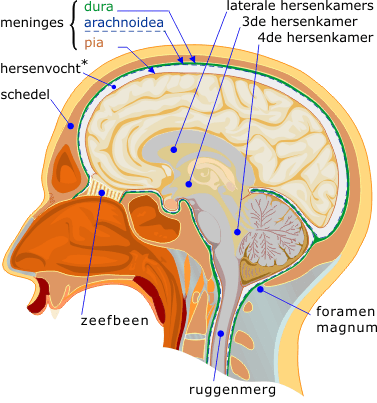 meninges
dura
arachnoidea
pia
laterale hersenkamers
3de hersenkamer
4de hersenkamer
hersenvocht*
schedel
zeefbeen
foramen
magnum
ruggenmerg